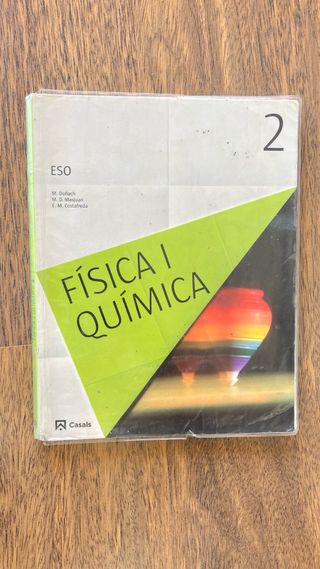 2
ESO
M. Duñach
M. D. Masjuan
E. M. Costafreda
FÍSICA I
QUÍMICA
Casals